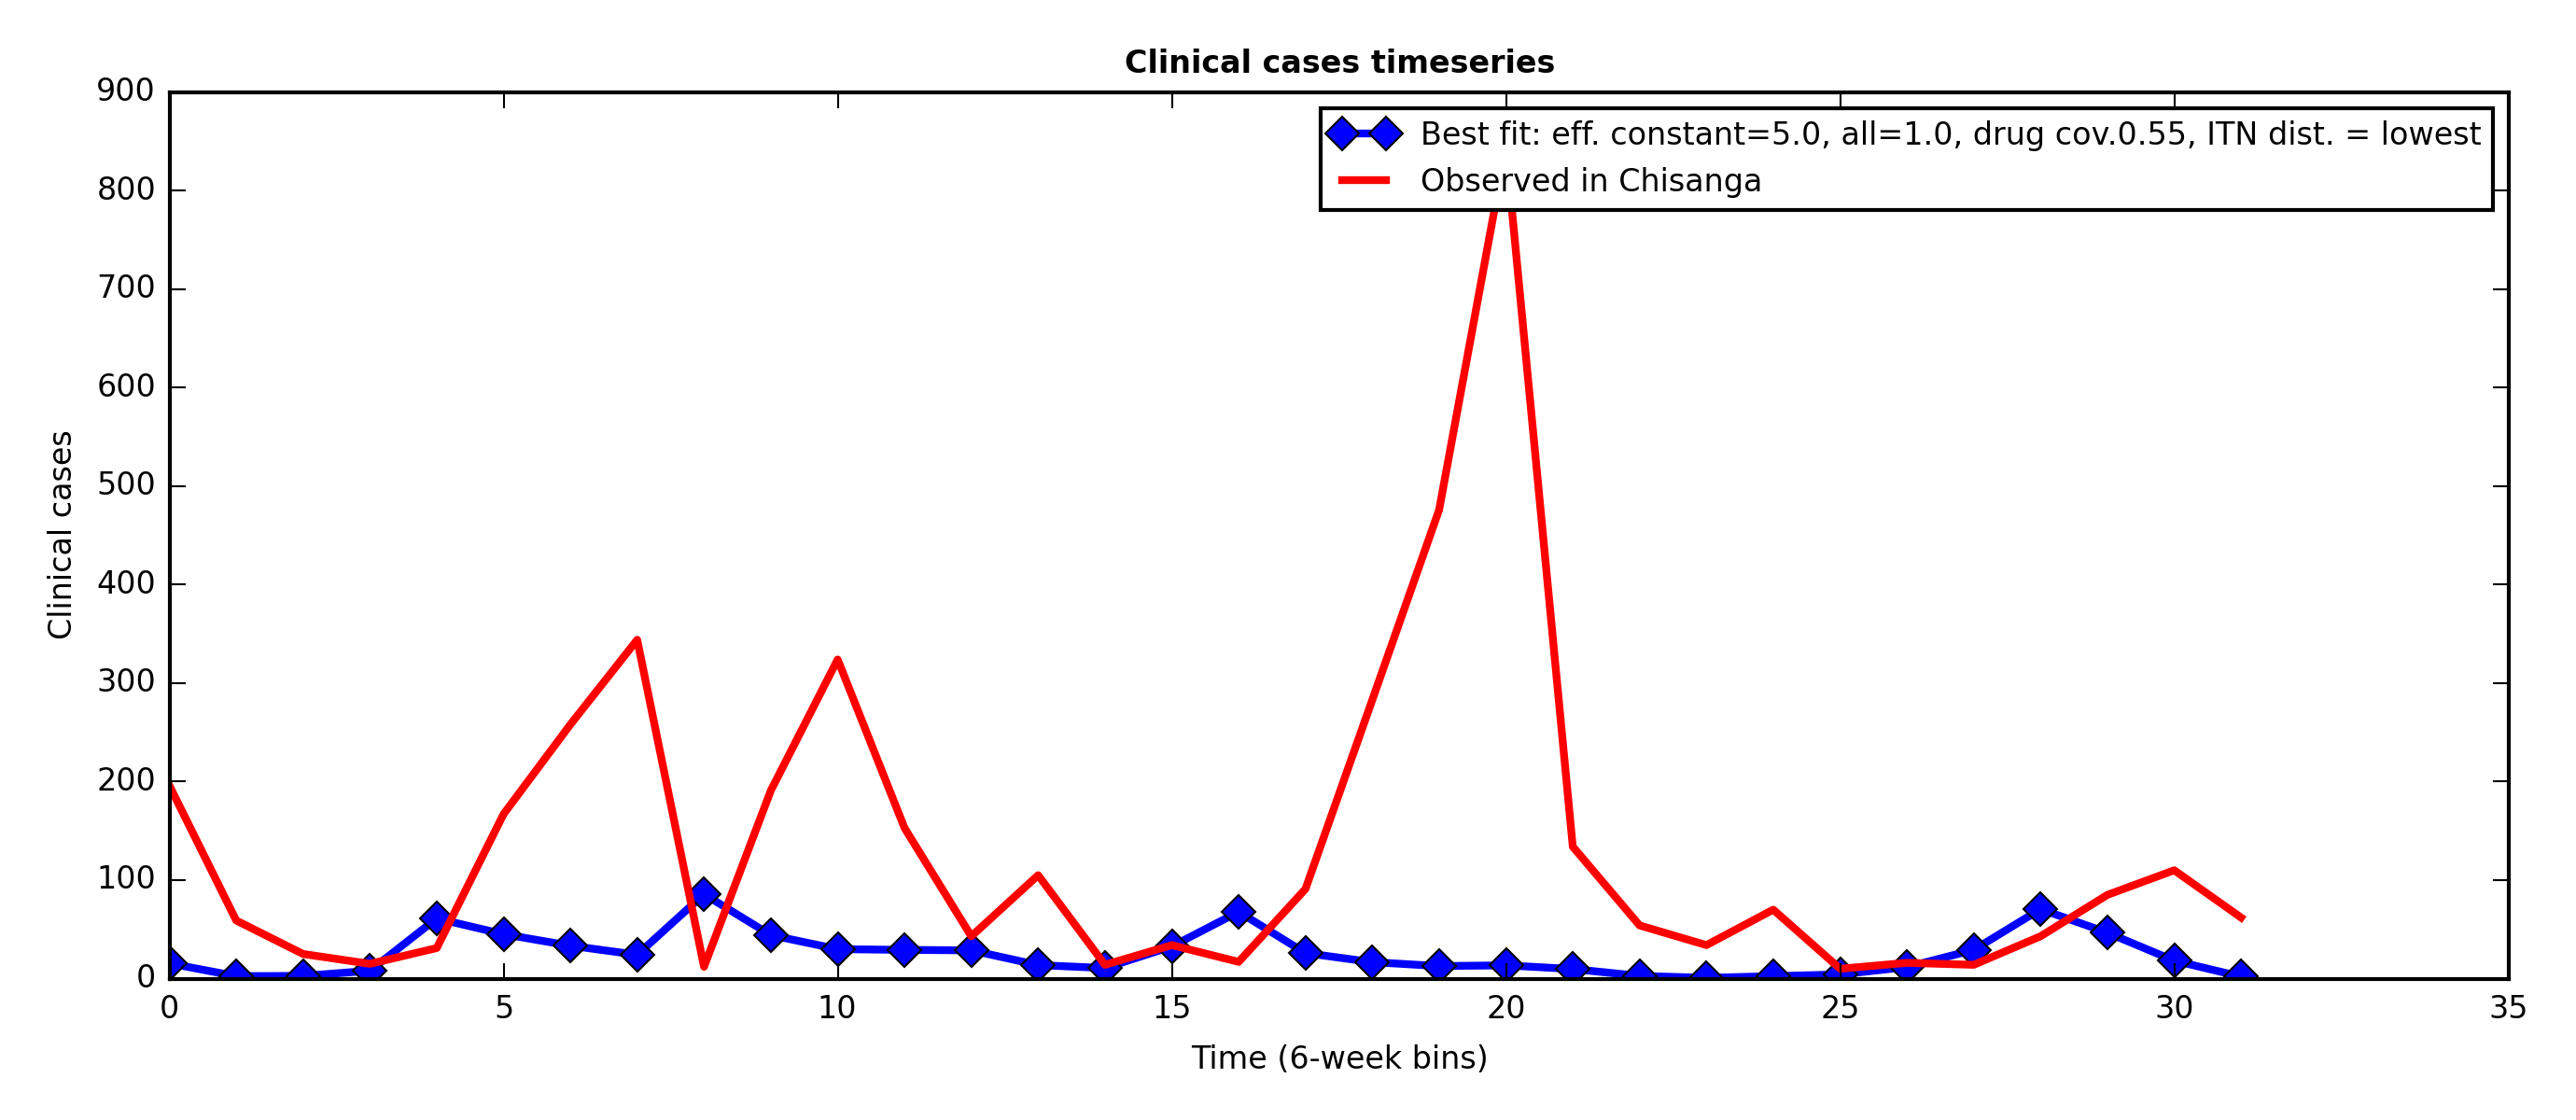 Clinical cases timeseries
900
800
700
600
500
400
300
200
100
0
Clinical cases
Best fit: eff. constant=5.0, all=1.0, drug cov.0.55, ITN dist. = lowest
Observed in Chisanga
0 5 10 15 20 25 30 35
Time (6-week bins)